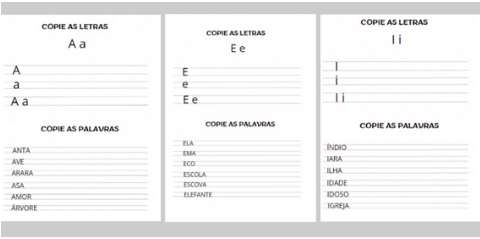 COPIE AS LETRAS
A a
A
a
A a
COPIE AS PALAVRAS
ANTA
AVE
ARARA
ASA
AMOR
ÁRVORE
COPIE AS LETRAS
E e
E
e
E e
COPIE AS PALAVRAS
ELA
EMA
ECO
ESCOLA
ESCOVA
ELEFANTE
COPIE AS LETRAS
I i
I
i
I i
COPIE AS PALAVRAS
ÍNDIO
IARA
ILHA
IDADE
IDOSO
IGREJA